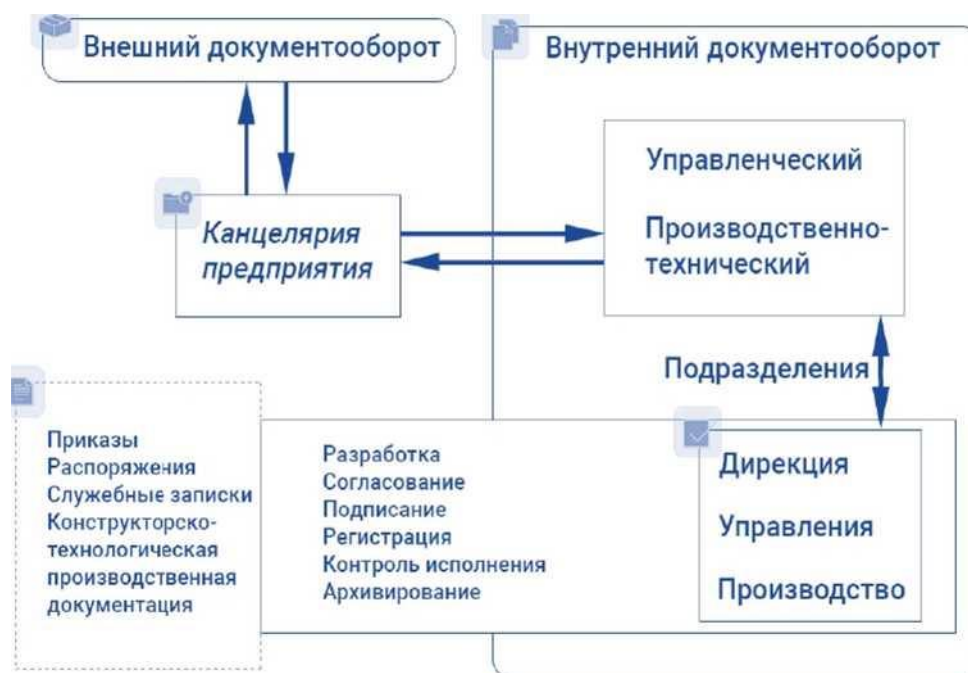 Внешний документооборот
Внутренний документооборот
Управленческий
Производственно-
технический
Канцелярия
предприятия
Подразделения
Приказы
Распоряжения
Служебные записки
Конструкторско-
технологическая
производственная
документация
Разработка
Согласование
Подписание
Регистрация
Контроль исполнения
Архивирование
Дирекция
Управления
Производство